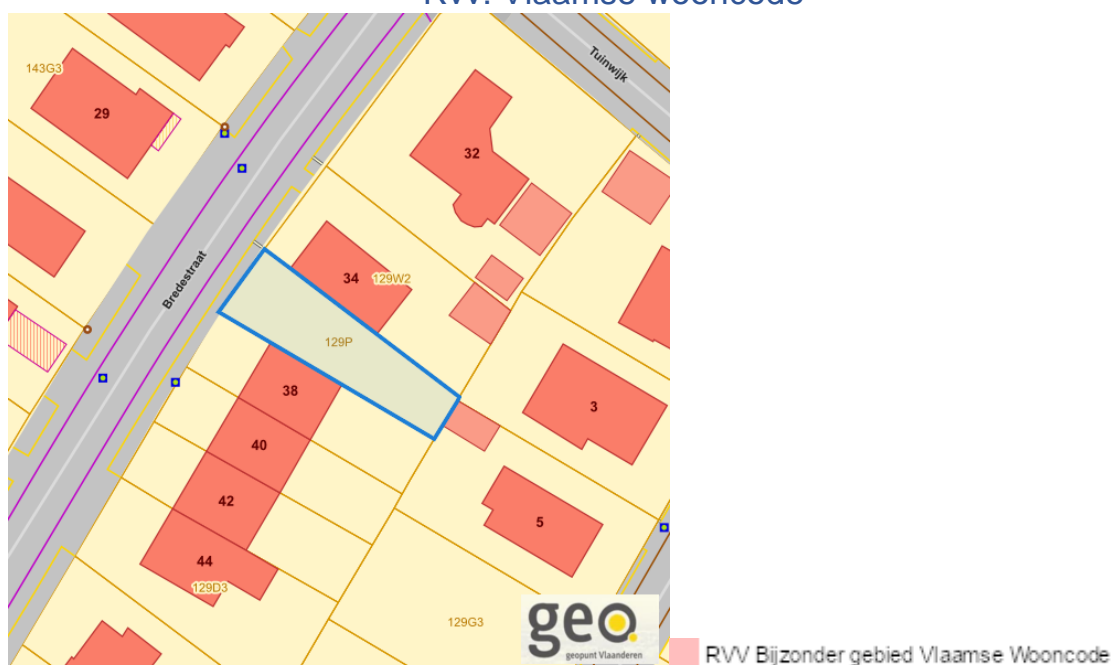 RVV: Vlaamse wooncode
143G3
Tuinwijk
29
32
Bredestraat
34
129W2
129P
38
3
40
42
5
44
129D3
129G3
geo
geopunt Vlaanderen
RVV Bijzonder gebied Vlaamse Wooncode